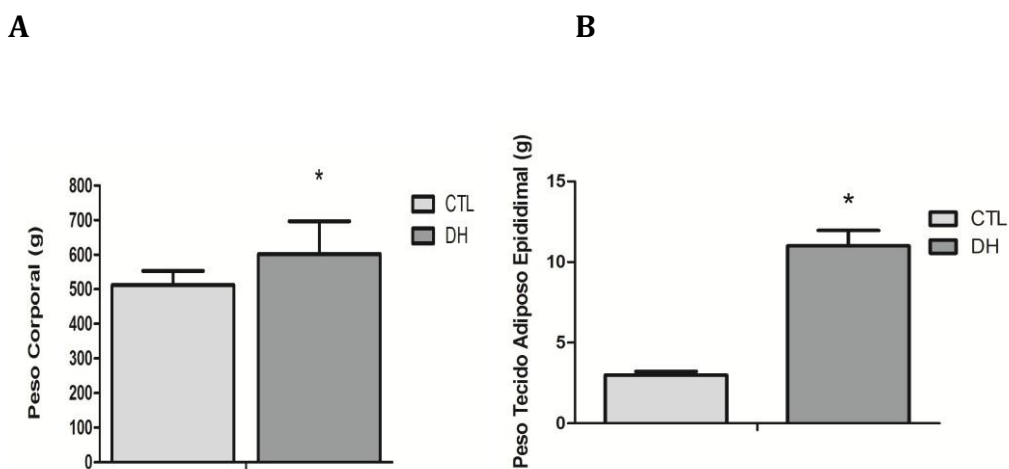 A
B
Peso Corporal (g)
800
700
600
500
400
300
200
100
0
*
CTL
DH
Peso Tecido Adiposo Epididimal (g)
15
10
5
0
*
CTL
DH